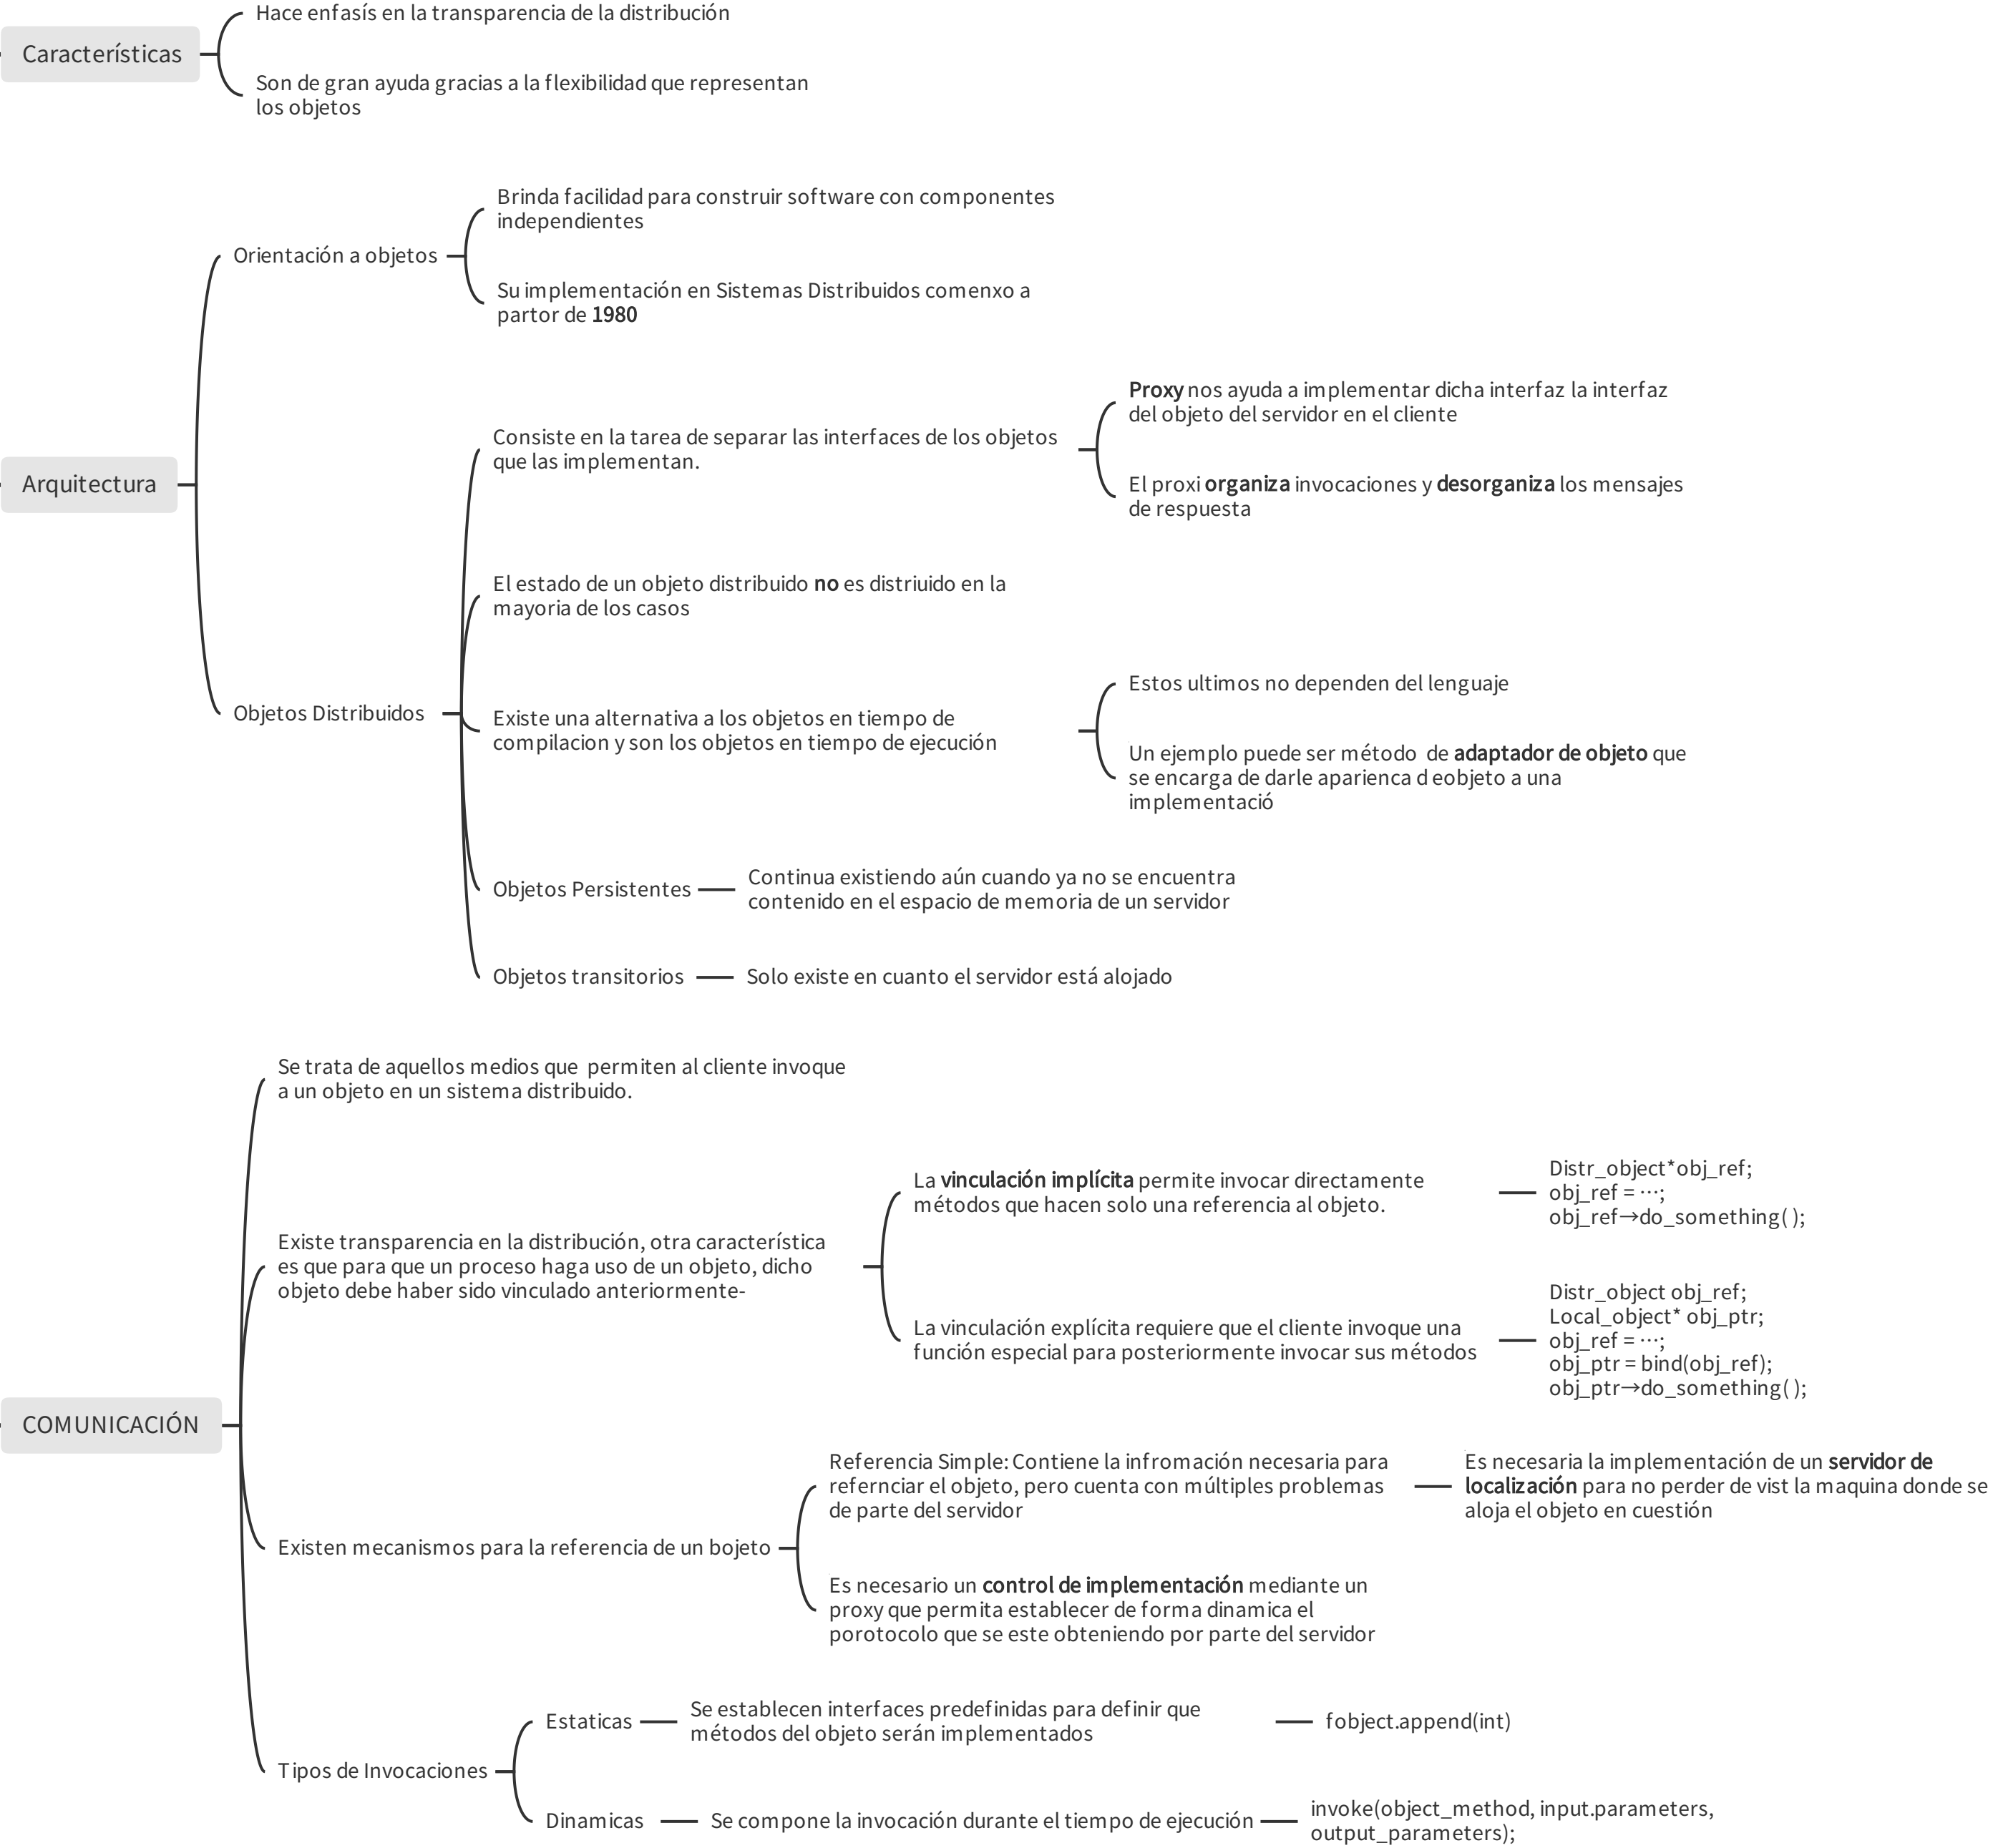 Hace enfasís en la transparencia de la distribución
Características
Son de gran ayuda gracias a la flexibilidad que representan
los objetos
Brinda facilidad para construir software con componentes
independientes
Orientación a objetos
Su implementación en Sistemas Distribuidos comenxo a
partor de 1980
Proxy nos ayuda a implementar dicha interfaz la interfaz
del objeto del servidor en el cliente
Consiste en la tarea de separar las interfaces de los objetos
que las implementan.
Arquitectura
El proxi organiza invocaciones y desorganiza los mensajes
de respuesta
El estado de un objeto distribuido no es distriuido en la
mayoria de los casos
Estos ultimos no dependen del lenguaje
Objetos Distribuidos
Existe una alternativa a los objetos en tiempo de
compilacion y son los objetos en tiempo de ejecución
Un ejemplo puede ser método  de adaptador de objeto que
se encarga de darle aparienca d eobjeto a una
implementació
Objetos Persistentes
Continua existiendo aún cuando ya no se encuentra
contenido en el espacio de memoria de un servidor
Objetos transitorios
Solo existe en cuanto el servidor está alojado
Se trata de aquellos medios que  permiten al cliente invoque
a un objeto en un sistema distribuido.
La vinculación implícita permite invocar directamente
métodos que hacen solo una referencia al objeto.
Distr_object*obj_ref;
obj_ref = ···;
obj_ref→do_something( );
Existe transparencia en la distribución, otra característica
es que para que un proceso haga uso de un objeto, dicho
objeto debe haber sido vinculado anteriormente-
La vinculación explícita requiere que el cliente invoque una
función especial para posteriormente invocar sus métodos
Distr_object obj_ref;
Local_object* obj_ptr;
obj_ref = ···;
obj_ptr = bind(obj_ref);
obj_ptr→do_something( );
COMUNICACIÓN
Referencia Simple: Contiene la infromación necesaria para
refernciar el objeto, pero cuenta con múltiples problemas
de parte del servidor
Es necesaria la implementación de un servidor de
localización para no perder de vist la maquina donde se
aloja el objeto en cuestión
Existen mecanismos para la referencia de un bojeto
Es necesario un control de implementación mediante un
proxy que permita establecer de forma dinamica el
porotocolo que se este obteniendo por parte del servidor
Estaticas
Se establecen interfaces predefinidas para definir que
métodos del objeto serán implementados
fobject.append(int)
Tipos de Invocaciones
Dinamicas
Se compone la invocación durante el tiempo de ejecución
invoke(object_method, input.parameters,
output_parameters);